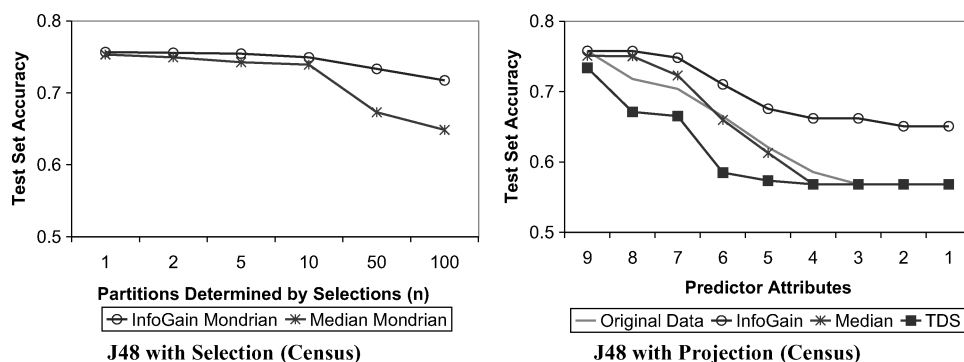 0.8
0.7
0.6
0.5
Test Set Accuracy
1 2 5 10 50 100
Partitions Determined by Selections (n)
InfoGain Mondrian Median Mondrian
J48 with Selection (Census)
0.8
0.7
0.6
0.5
Test Set Accuracy
9 8 7 6 5 4 3 2 1
Predictor Attributes
Original Data InfoGain Median TDS
J48 with Projection (Census)